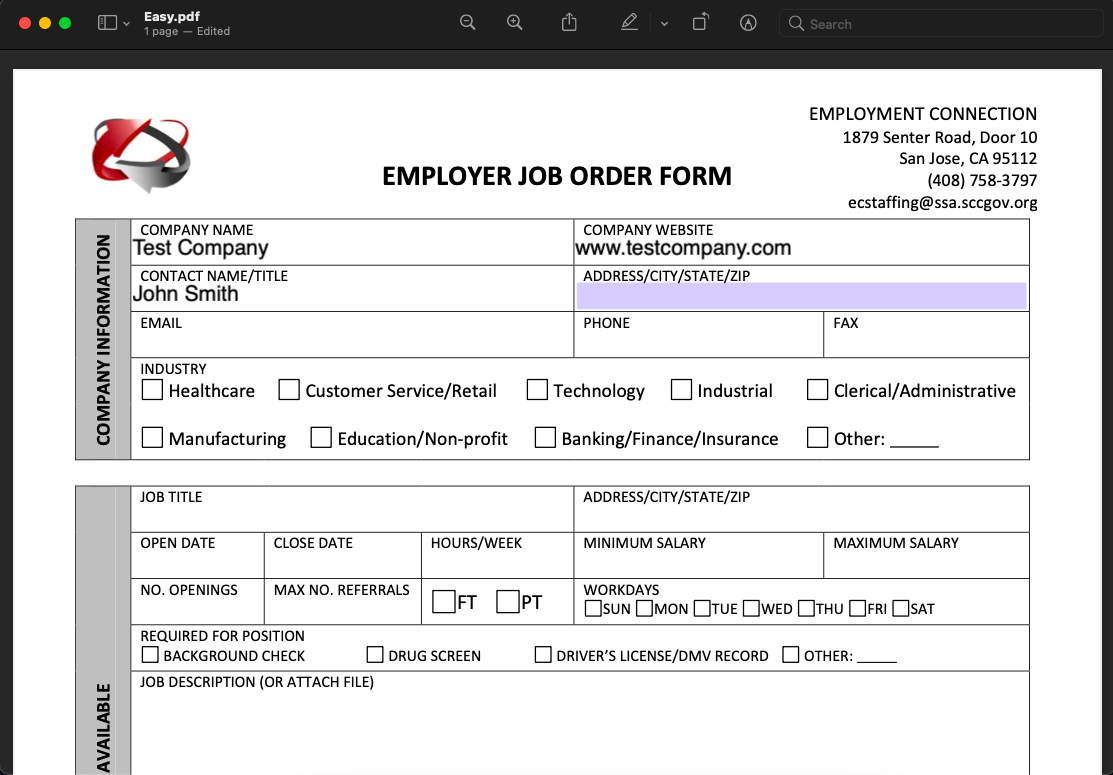 Easy.pdf
1 page — Edited
Search
EMPLOYMENT CONNECTION
1879 Senter Road, Door 10
San Jose, CA 95112
(408) 758-3797
ecstaffing@ssa.sccgov.org
EMPLOYER JOB ORDER FORM
COMPANY INFORMATION
COMPANY NAME
Test Company
COMPANY WEBSITE
www.testcompany.com
CONTACT NAME/TITLE
John Smith
ADDRESS/CITY/STATE/ZIP
EMAIL
PHONE
FAX
INDUSTRY
Healthcare Customer Service/Retail Technology Industrial Clerical/Administrative
Manufacturing Education/Non-profit Banking/Finance/Insurance Other: _____
AVAILABLE
JOB TITLE
ADDRESS/CITY/STATE/ZIP
OPEN DATE
CLOSE DATE
HOURS/WEEK
MINIMUM SALARY
MAXIMUM SALARY
NO. OPENINGS
MAX NO. REFERRALS
FT PT
WORKDAYS
SUN MON TUE WED THU FRI SAT
REQUIRED FOR POSITION
BACKGROUND CHECK DRUG SCREEN DRIVER’S LICENSE/DMV RECORD OTHER: _____
JOB DESCRIPTION (OR ATTACH FILE)